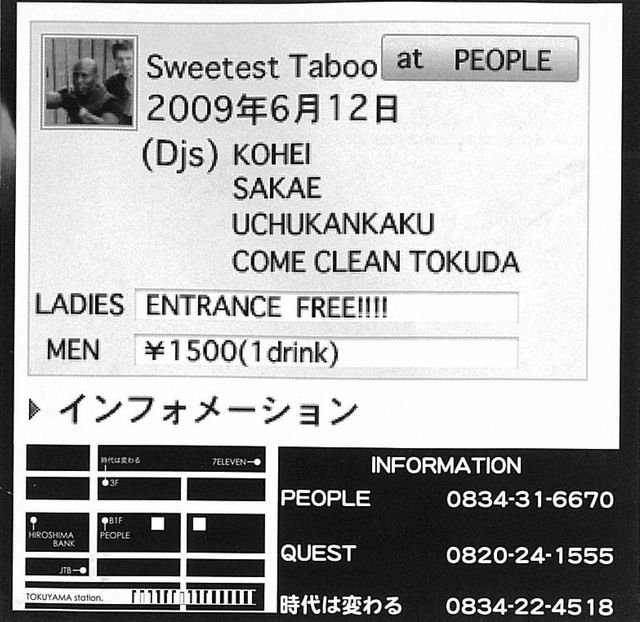 Sweetest Taboo at PEOPLE
2009年6月12日
(Djs) KOHEI
SAKAE
UCHUKANKAKU
COME CLEAN TOKUDA
LADIES ENTRANCE FREE!!!!
MEN ¥1500(1drink)
インフォメーション
時代は変わる
7ELEVEN
3F
B1F
PEOPLE
HIROSHIMA
BANK
JTB
TOKUYAMA station.
INFORMATION
PEOPLE 0834-31-6670
QUEST 0820-24-1555
時代は変わる 0834-22-4518